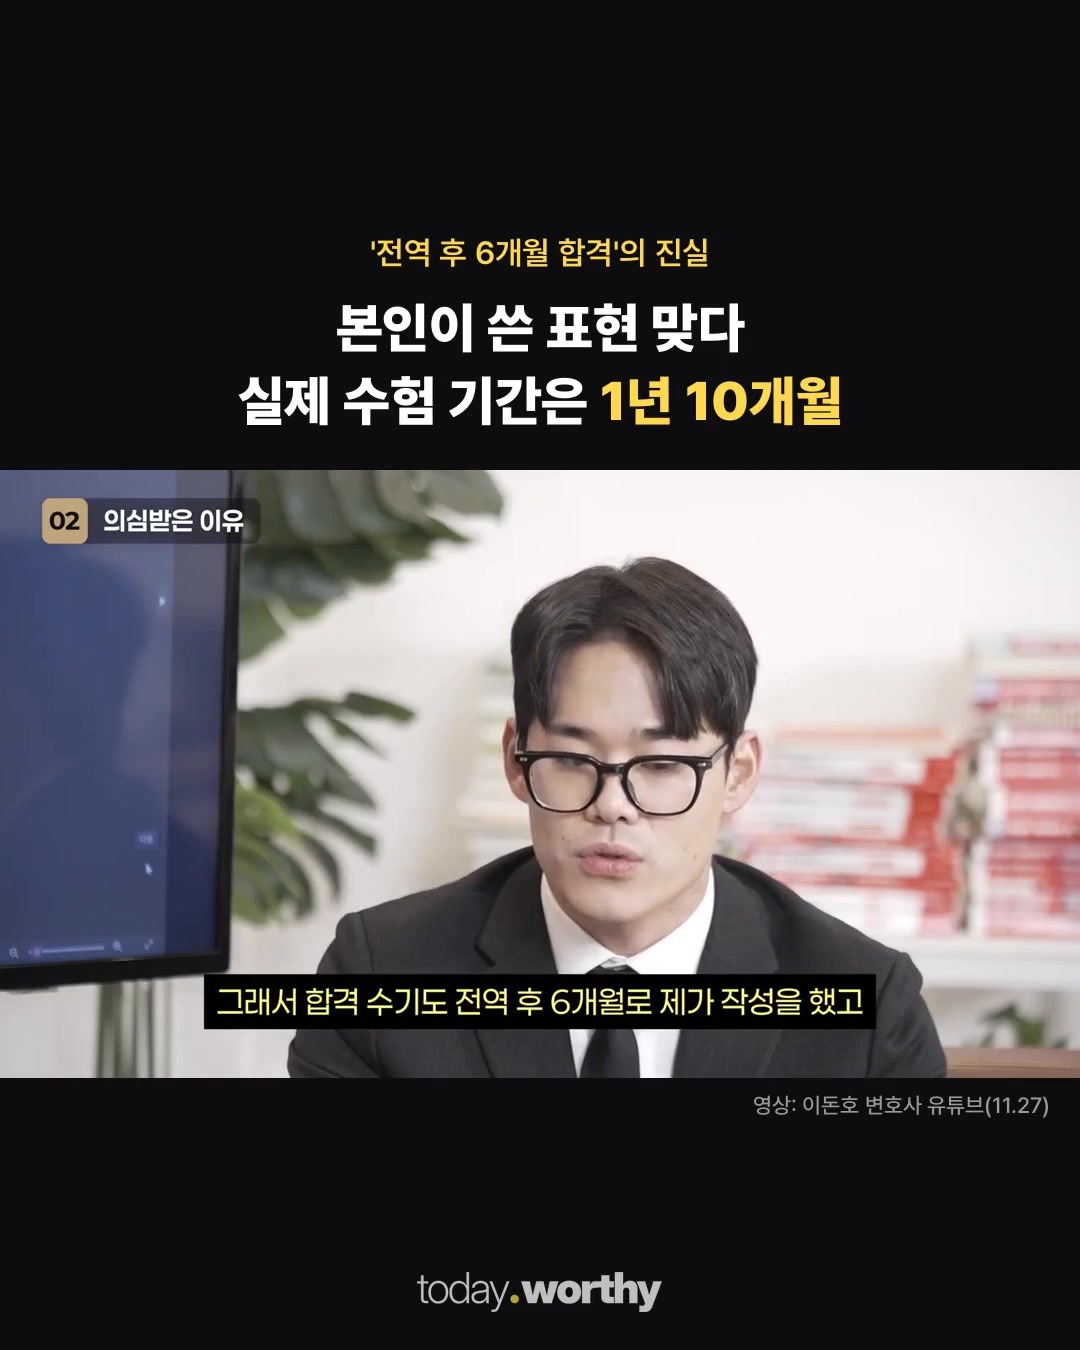 '전역 후 6개월 합격'의 진실
본인이 쓴 표현 맞다
실제 수험 기간은 1년 10개월
02 의심받은 이유
다음
그래서 합격 수기도 전역 후 6개월로 제가 작성을 했고
영상: 이돈호 변호사 유튜브(11.27)
today.worthy